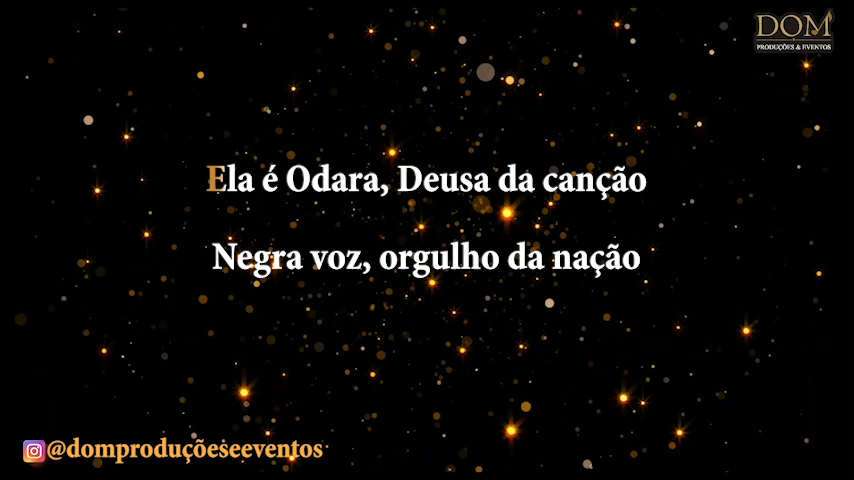 DOM
PRODUÇÕES & EVENTOS
Ela é Odara, Deusa da canção
Negra voz, orgulho da nação
@domproduçõeseeventos